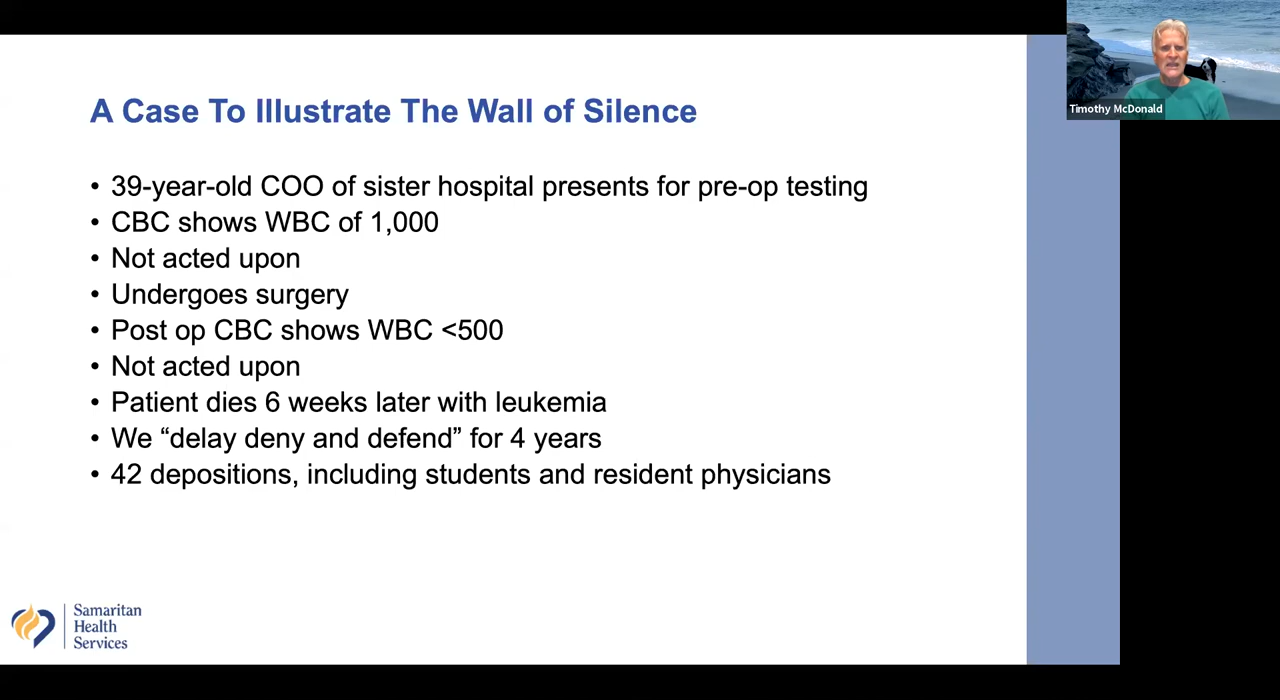 Timothy McDonald
A Case To Illustrate The Wall of Silence
• 39-year-old COO of sister hospital presents for pre-op testing
• CBC shows WBC of 1,000
• Not acted upon
• Undergoes surgery
• Post op CBC shows WBC <500
• Not acted upon
• Patient dies 6 weeks later with leukemia
• We “delay deny and defend” for 4 years
• 42 depositions, including students and resident physicians
Samaritan
Health
Services